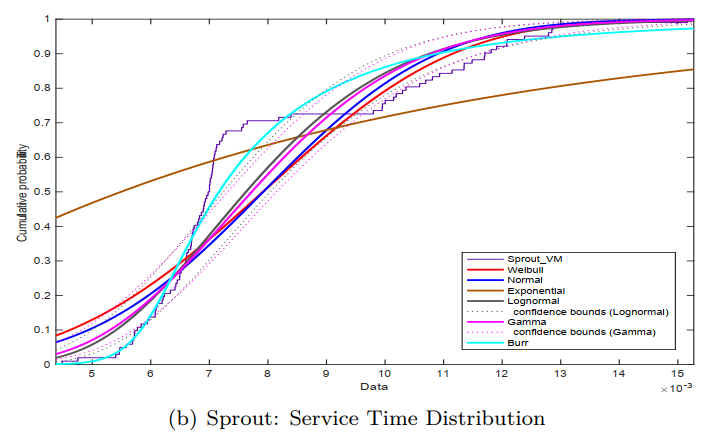 1
0.9
0.8
0.7
0.6
0.5
0.4
0.3
0.2
0.1
0
Cumulative probability
Sprout_VM
Weibull
Normal
Exponential
Lognormal
confidence bounds (Lognormal)
Gamma
confidence bounds (Gamma)
Burr
5 6 7 8 9 10 11 12 13 14 15
Data
×10⁻³
(b) Sprout: Service Time Distribution